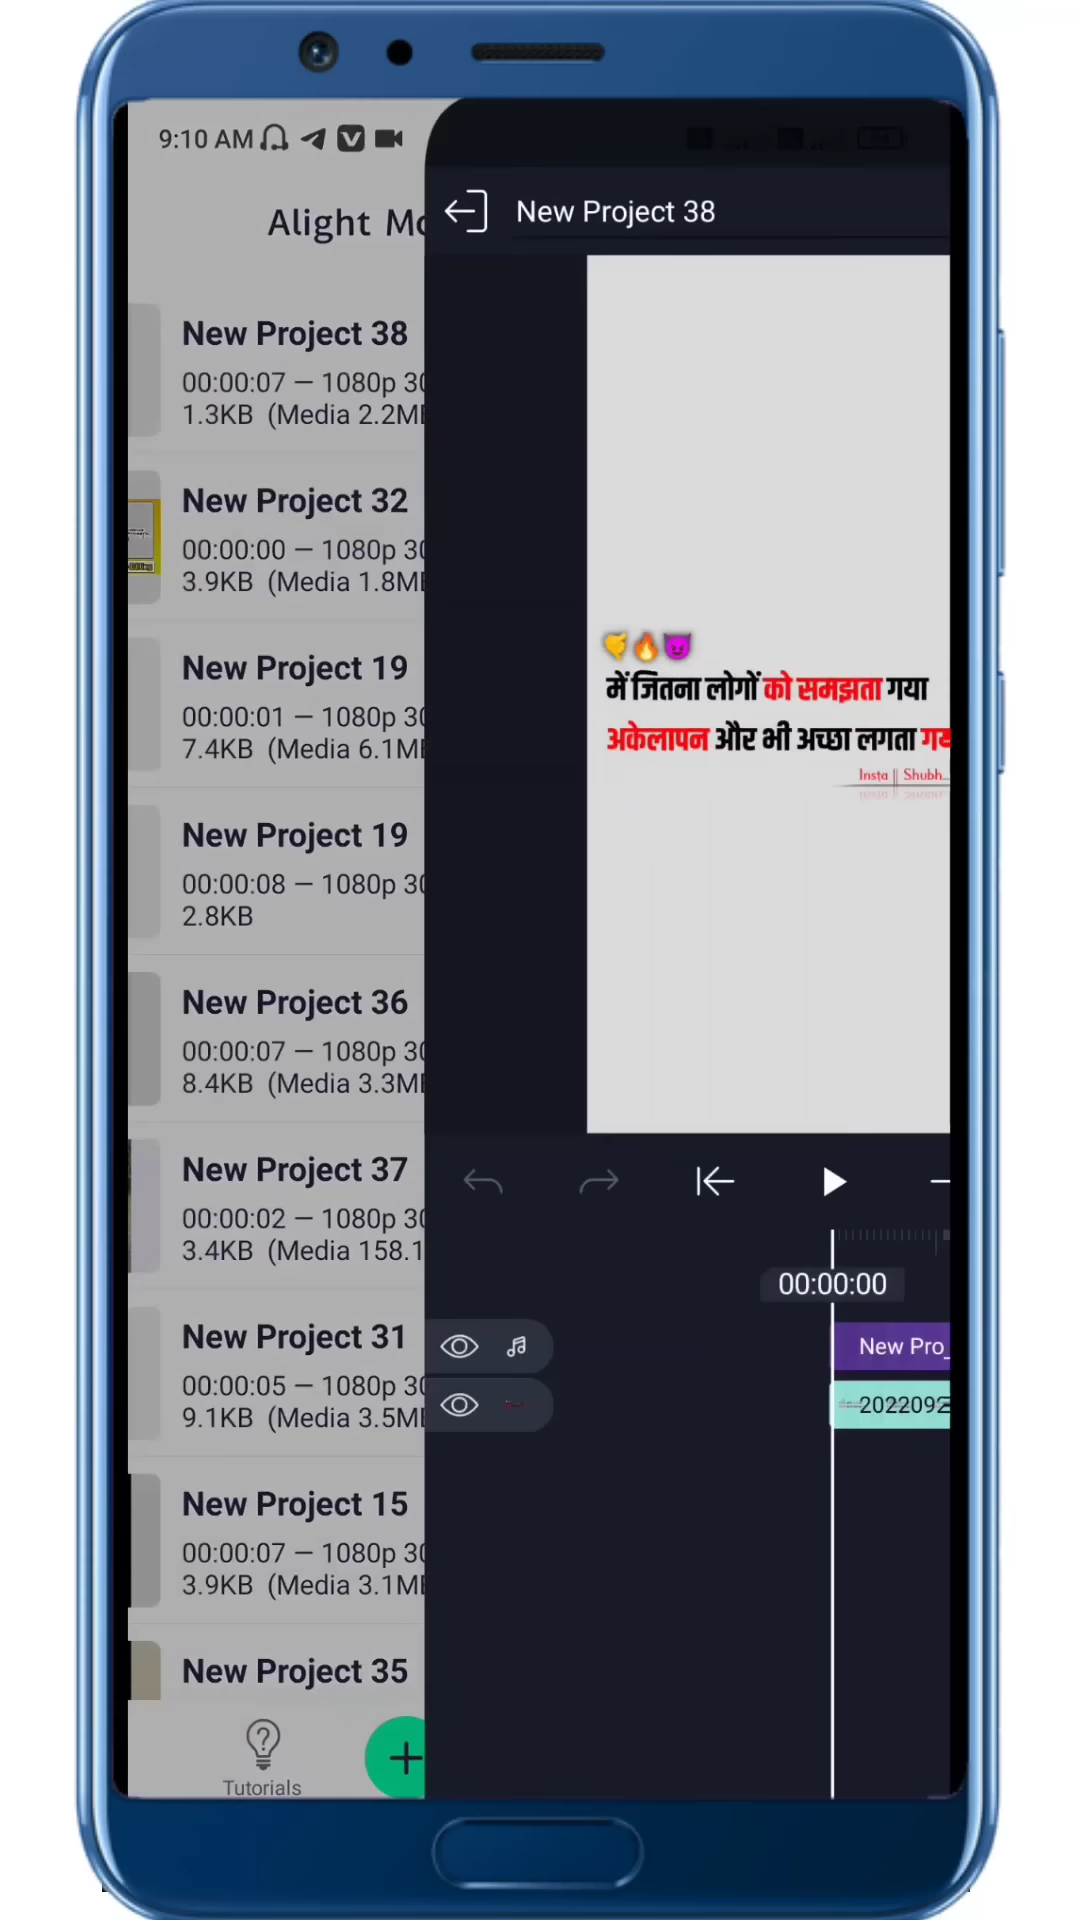 9:10 AM
Alight Mo
New Project 38
00:00:07 — 1080p 30
1.3KB (Media 2.2MB
New Project 32
00:00:00 — 1080p 30
3.9KB (Media 1.8MB
New Project 19
00:00:01 — 1080p 30
7.4KB (Media 6.1MB
New Project 19
00:00:08 — 1080p 30
2.8KB
New Project 36
00:00:07 — 1080p 30
8.4KB (Media 3.3MB
New Project 37
00:00:02 — 1080p 30
3.4KB (Media 158.1
New Project 31
00:00:05 — 1080p 30
9.1KB (Media 3.5MB
New Project 15
00:00:07 — 1080p 30
3.9KB (Media 3.1MB
New Project 35
Tutorials
New Project 38
🤛🔥😈
में जितना लोगों को समझता गया
अकेलापन और भी अच्छा लगता गय
Insta || Shubh...
00:00:00
New Pro_
2022092